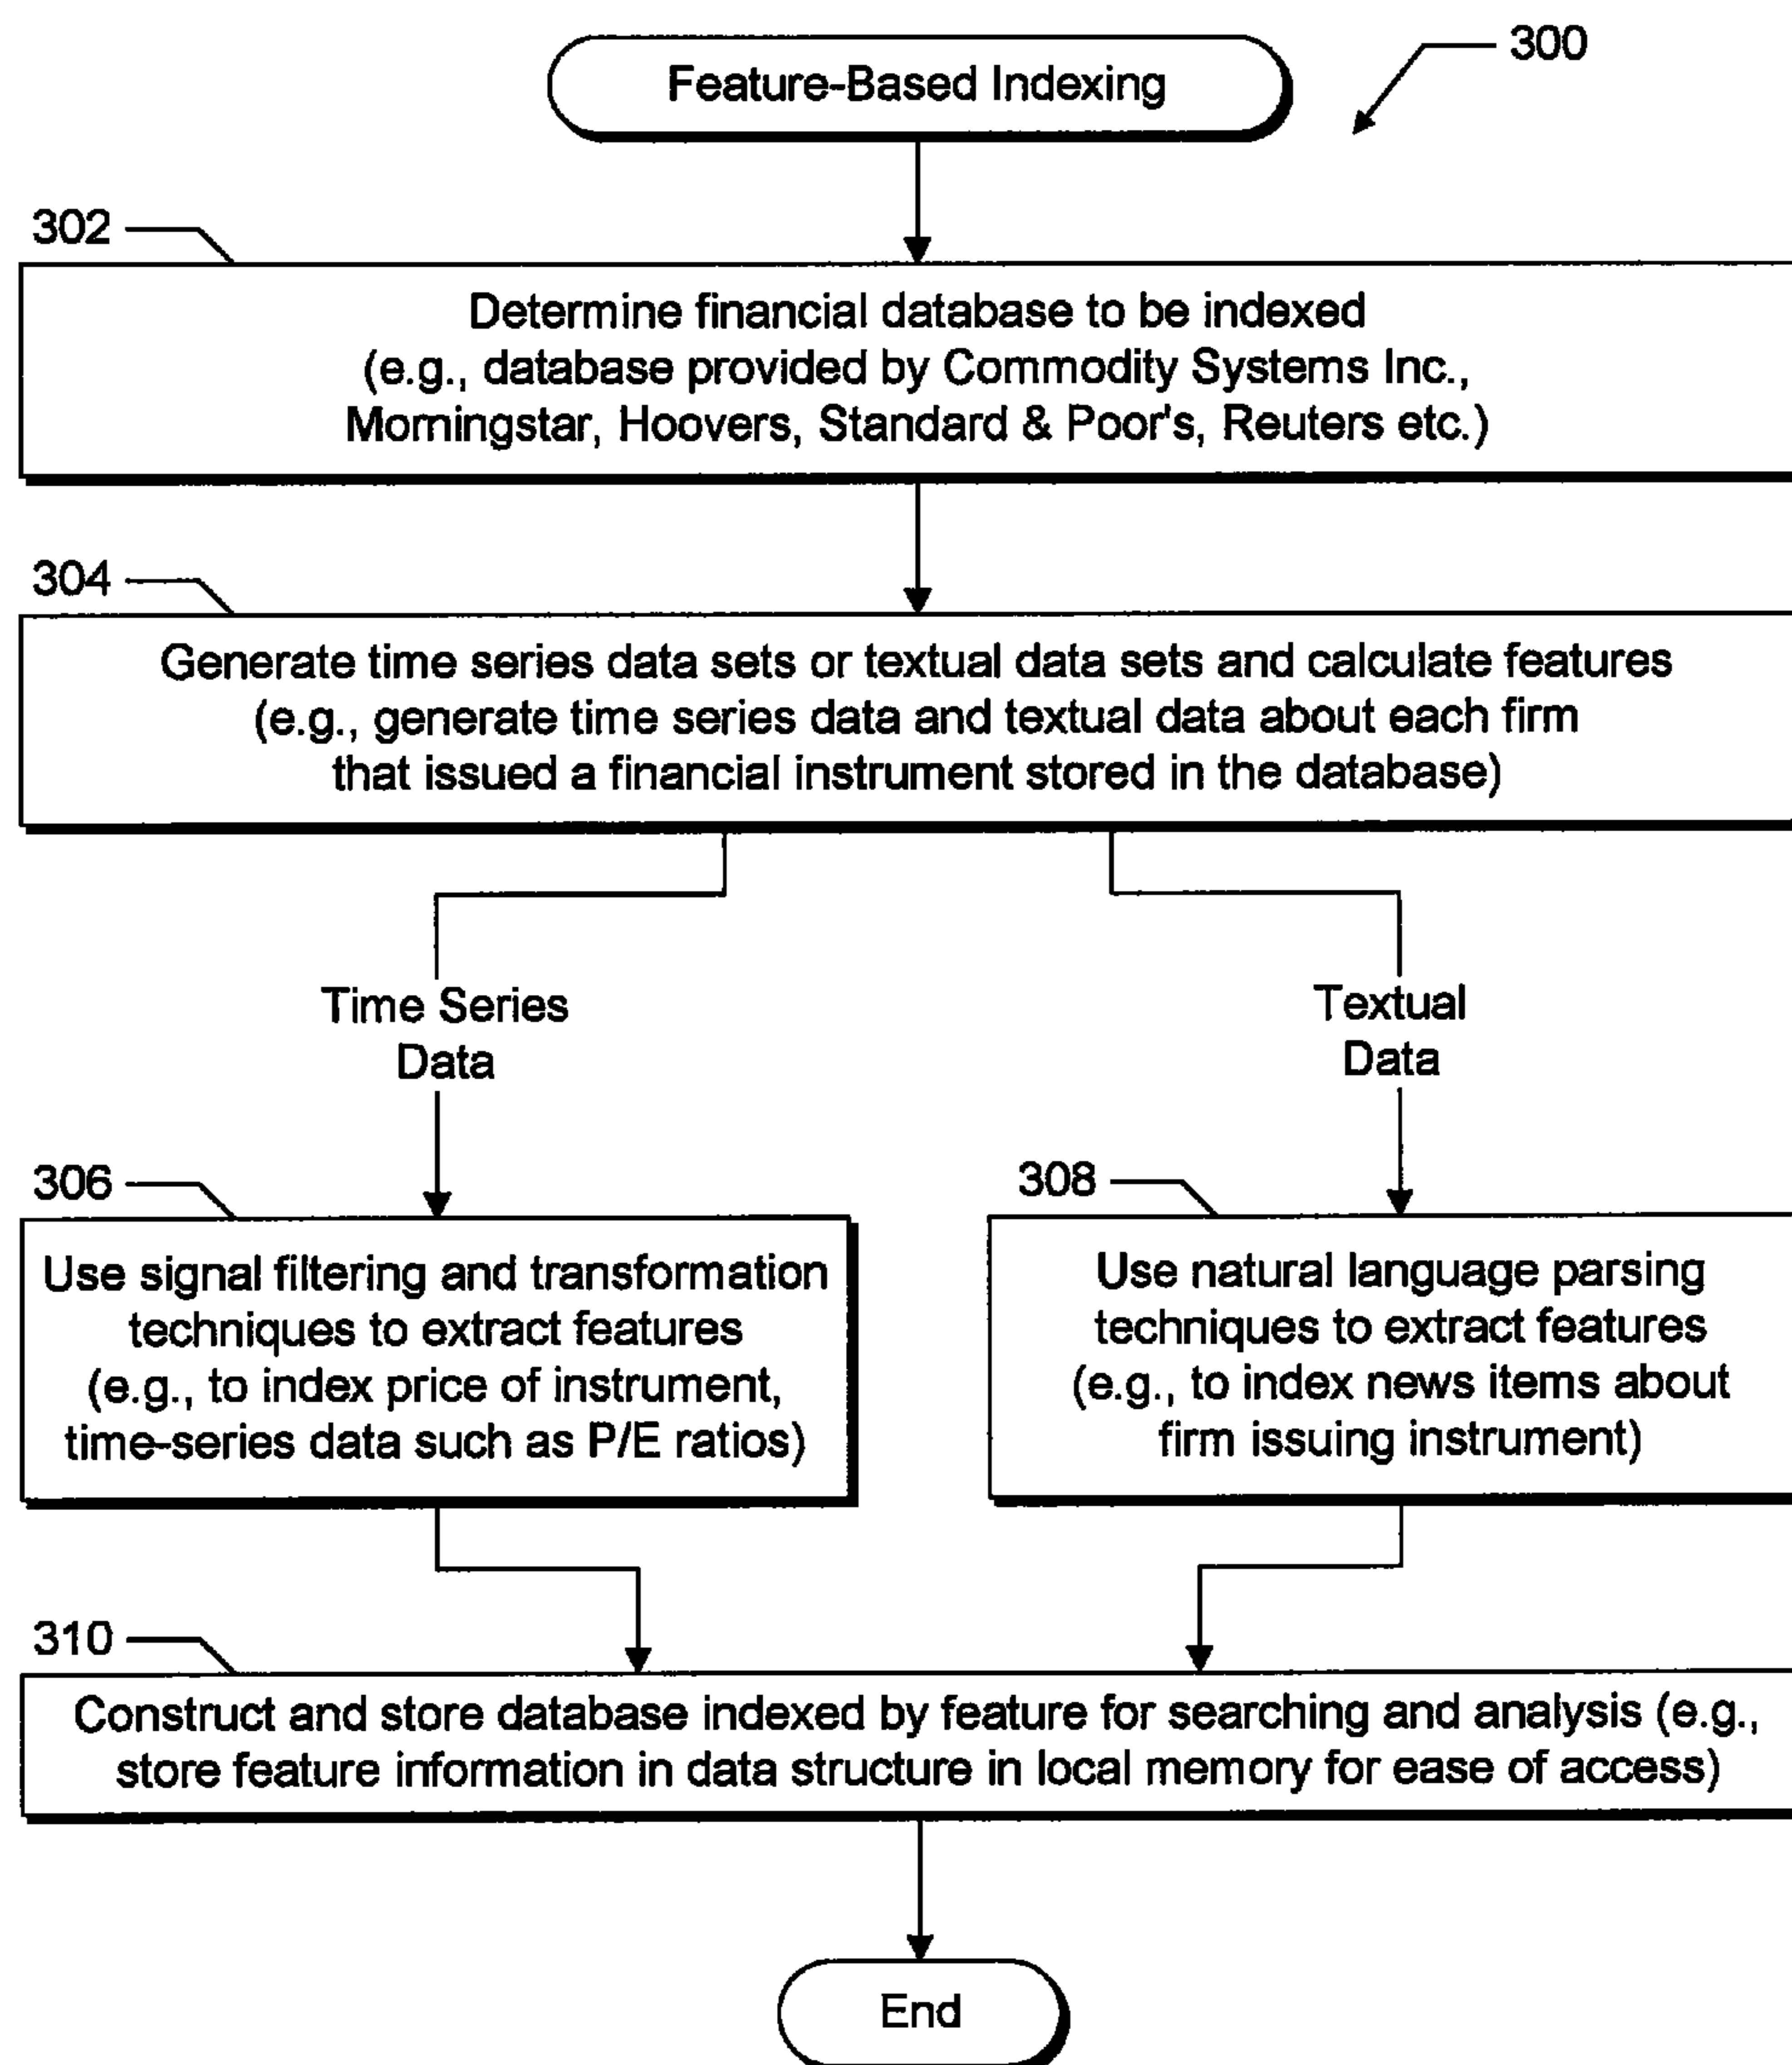 Feature-Based Indexing
300
302
Determine financial database to be indexed
(e.g., database provided by Commodity Systems Inc.,
Morningstar, Hoovers, Standard & Poor's, Reuters etc.)
304
Generate time series data sets or textual data sets and calculate features
(e.g., generate time series data and textual data about each firm
that issued a financial instrument stored in the database)
Time Series
Data
Textual
Data
306
Use signal filtering and transformation
techniques to extract features
(e.g., to index price of instrument,
time-series data such as P/E ratios)
308
Use natural language parsing
techniques to extract features
(e.g., to index news items about
firm issuing instrument)
310
Construct and store database indexed by feature for searching and analysis (e.g.,
store feature information in data structure in local memory for ease of access)
End